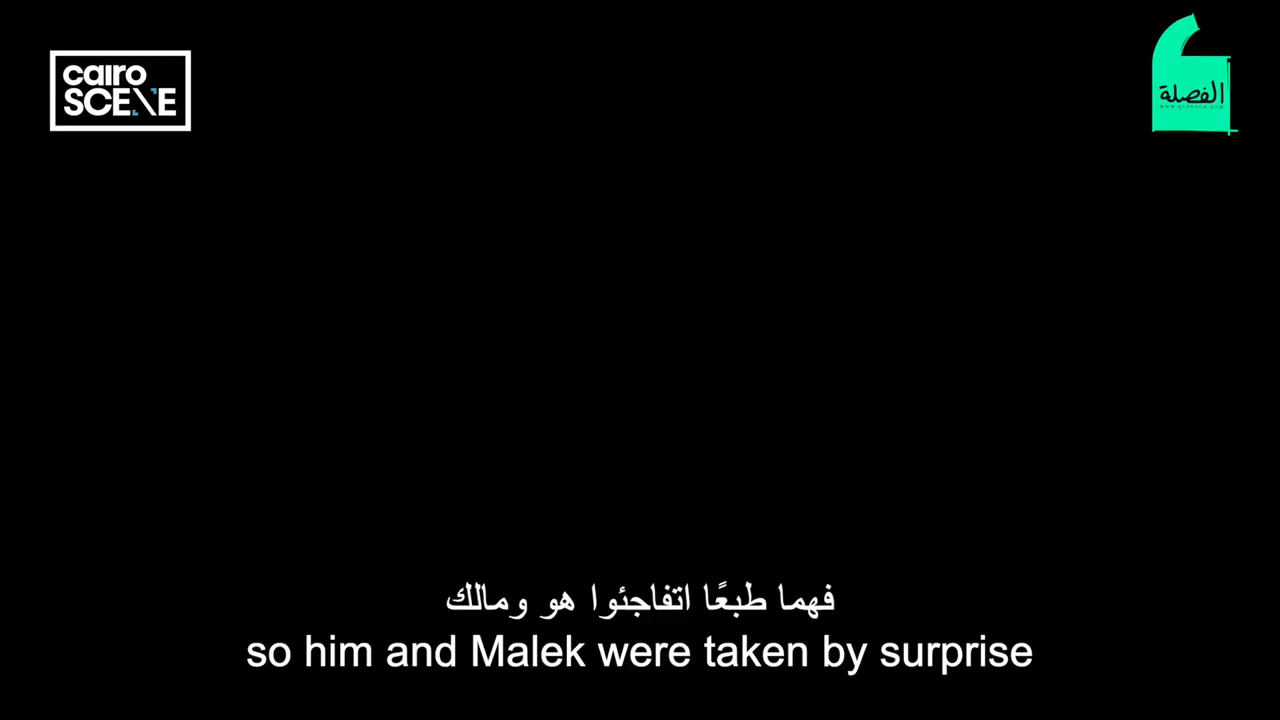 cairo
SCENE
الفصلة
فهما طبعًا اتفاجئوا هو ومالك
so him and Malek were taken by surprise